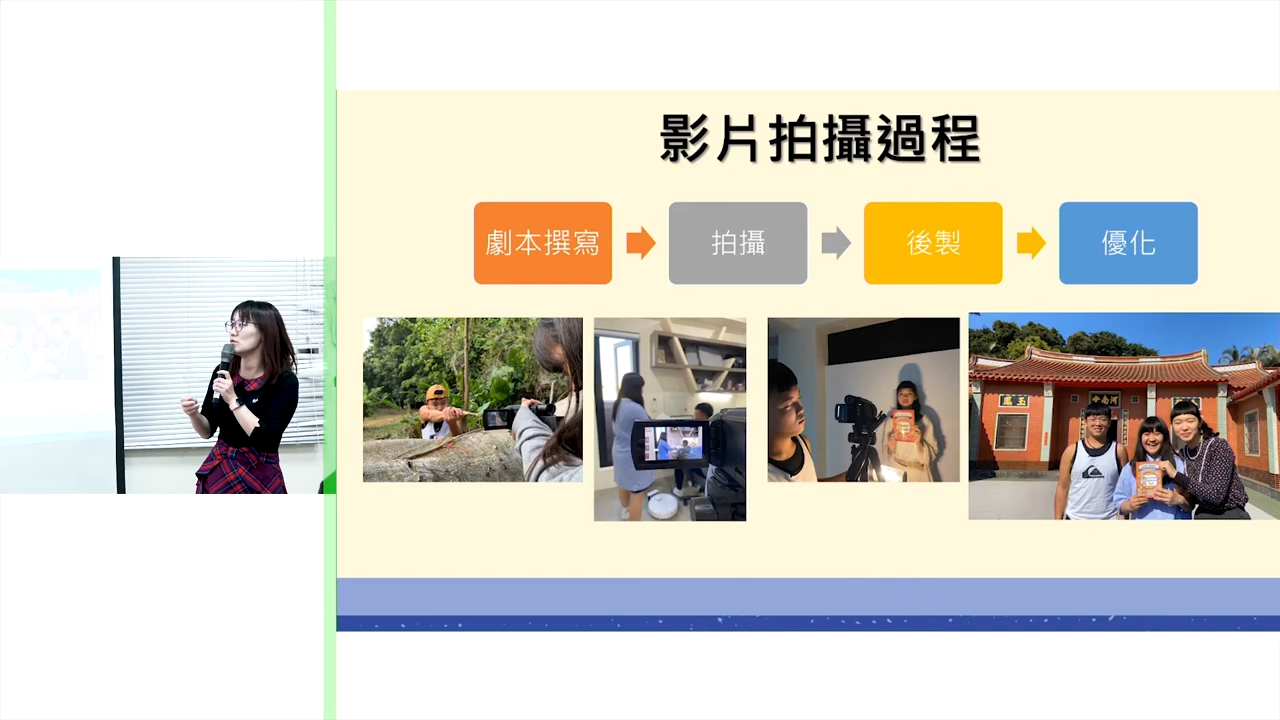 影片拍攝過程
劇本撰寫
拍攝
後製
優化